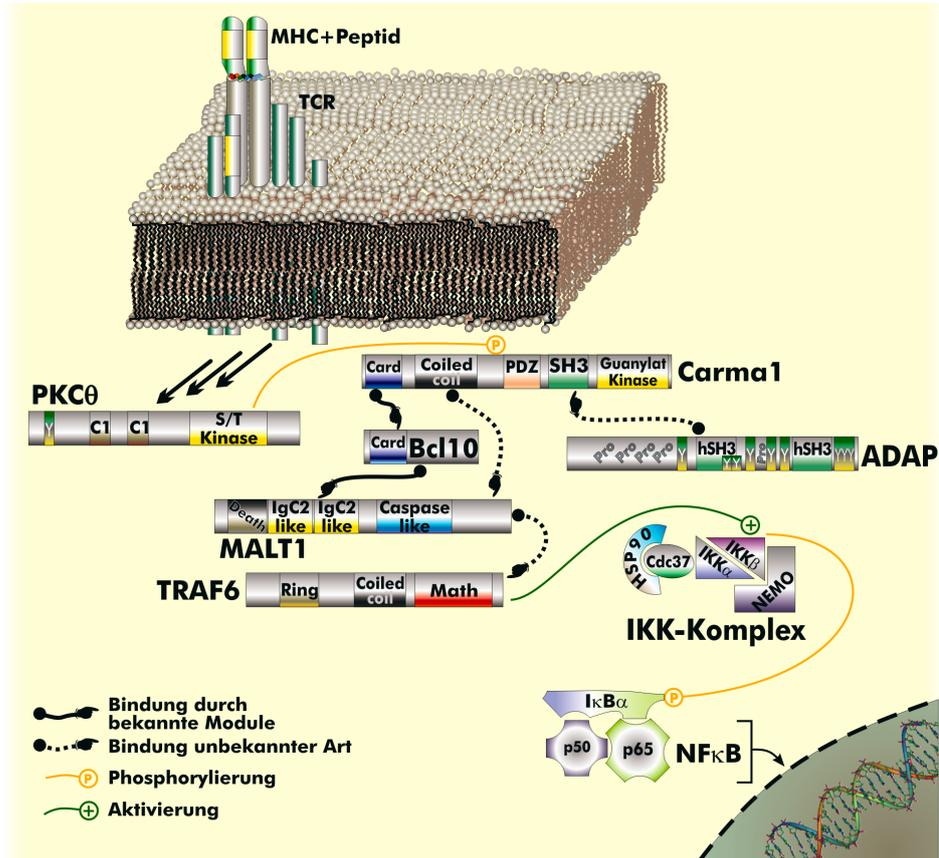 MHC+Peptid
TCR
P
Card
Coiled
coil
PDZ
SH3
Guanylat
Kinase
Carma1
PKCθ
Y
C1
C1
S/T
Kinase
Card
Bcl10
Pro
Pro
Pro
Pro
Y
hSH3
YY
Y
Pro
Y
Y
hSH3
YYY
ADAP
Death
IgC2
like
IgC2
like
Caspase
like
MALT1
TRAF6
Ring
Coiled
coil
Math
+
HSP90
Cdc37
IKKα
IKKβ
NEMO
IKK-Komplex
IκBα
P
p50
p65
NFκB
Bindung durch
bekannte Module
Bindung unbekannter Art
P
Phosphorylierung
+
Aktivierung